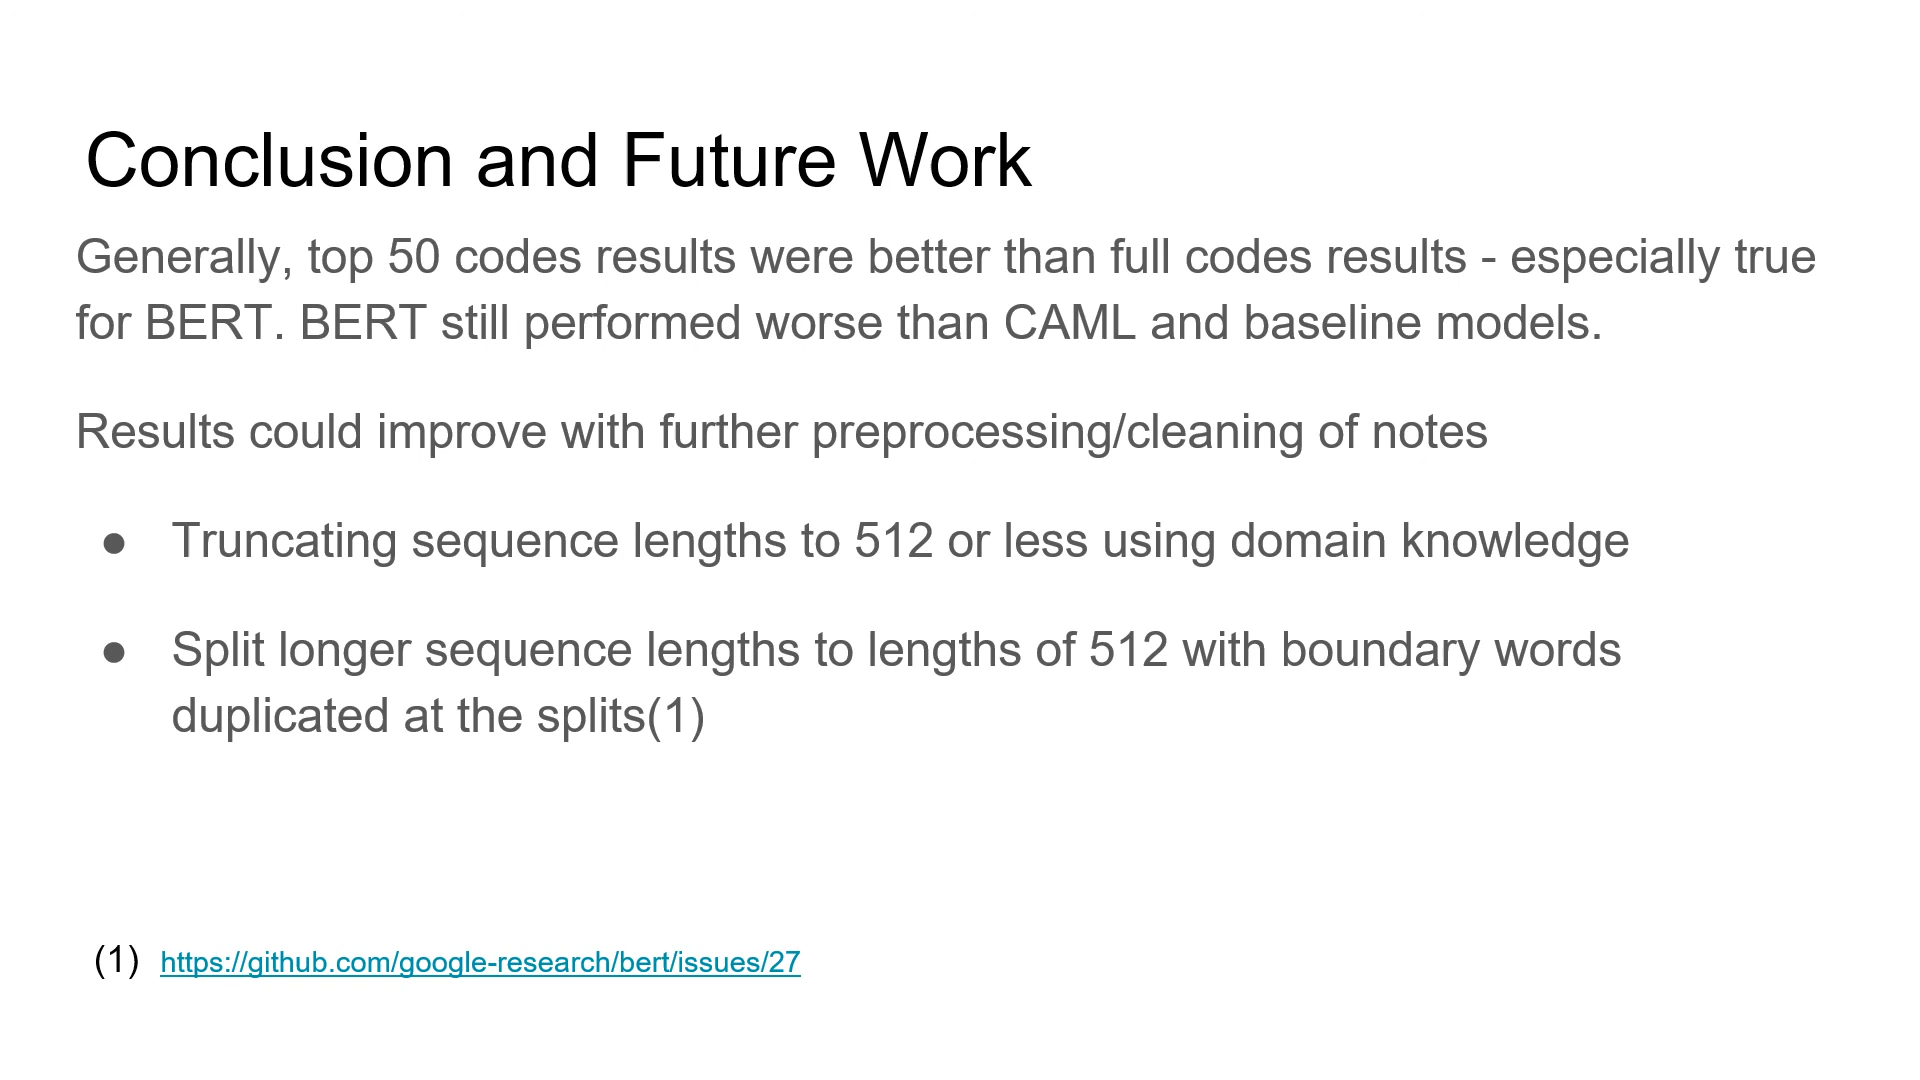 Conclusion and Future Work
Generally, top 50 codes results were better than full codes results - especially true
for BERT. BERT still performed worse than CAML and baseline models.
Results could improve with further preprocessing/cleaning of notes
● Truncating sequence lengths to 512 or less using domain knowledge
● Split longer sequence lengths to lengths of 512 with boundary words
duplicated at the splits(1)
(1) https://github.com/google-research/bert/issues/27